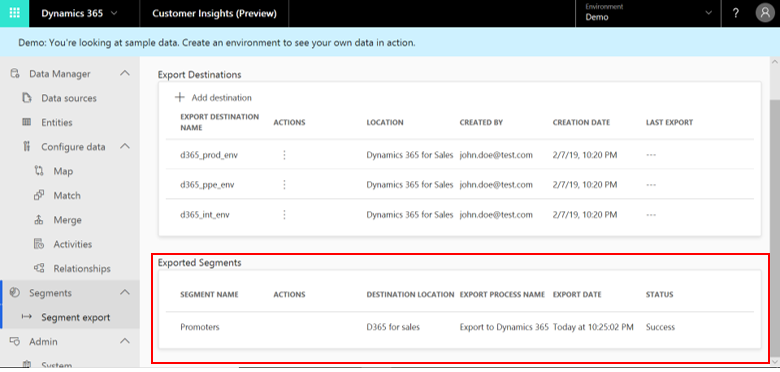 Dynamics 365 Customer Insights (Preview) Environment
Demo ?
Demo: You're looking at sample data. Create an environment to see your own data in action.
Data Manager
Data sources
Entities
Configure data
Map
Match
Merge
Activities
Relationships
Segments
Segment export
Admin
System
Export Destinations
+ Add destination
EXPORT DESTINATION NAME ACTIONS LOCATION CREATED BY CREATION DATE LAST EXPORT
d365_prod_env Dynamics 365 for Sales john.doe@test.com 2/7/19, 10:20 PM ---
d365_ppe_env Dynamics 365 for Sales john.doe@test.com 2/7/19, 10:20 PM ---
d365_int_env Dynamics 365 for Sales john.doe@test.com 2/7/19, 10:20 PM ---
Exported Segments
SEGMENT NAME ACTIONS DESTINATION LOCATION EXPORT PROCESS NAME EXPORT DATE STATUS
Promoters D365 for sales Export to Dynamics 365 Today at 10:25:02 PM Success